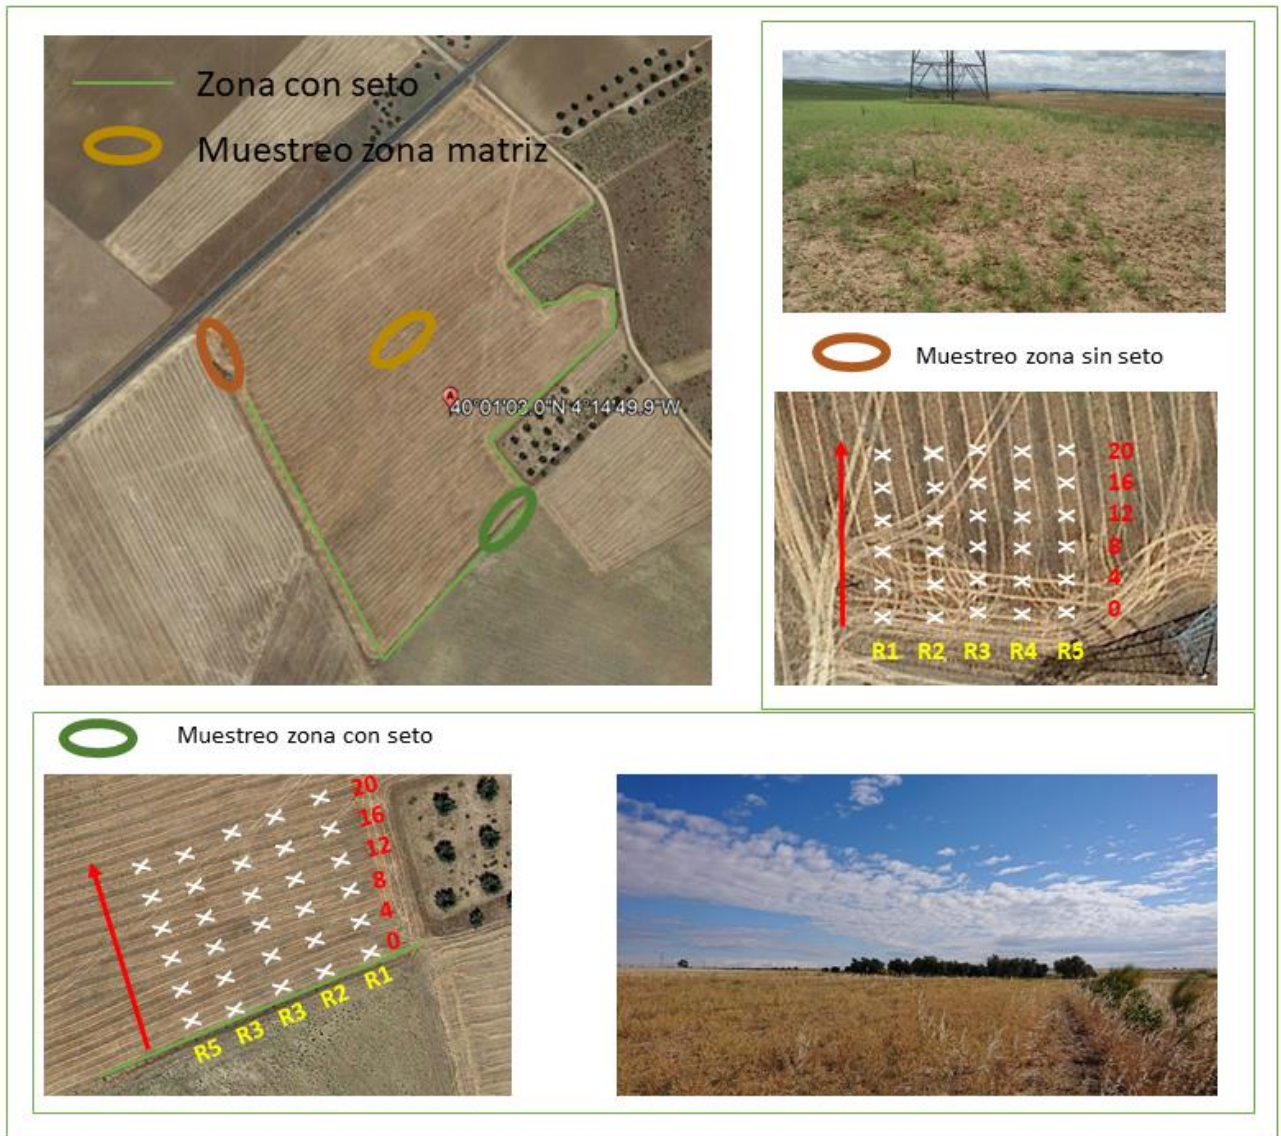 Zona con seto
Muestreo zona matriz
A
40°01'03.0"N 4°14'49.9"W
Muestreo zona sin seto
20
16
12
8
4
0
R1 R2 R3 R4 R5
Muestreo zona con seto
20
16
12
8
4
0
R5 R3 R3 R2 R1